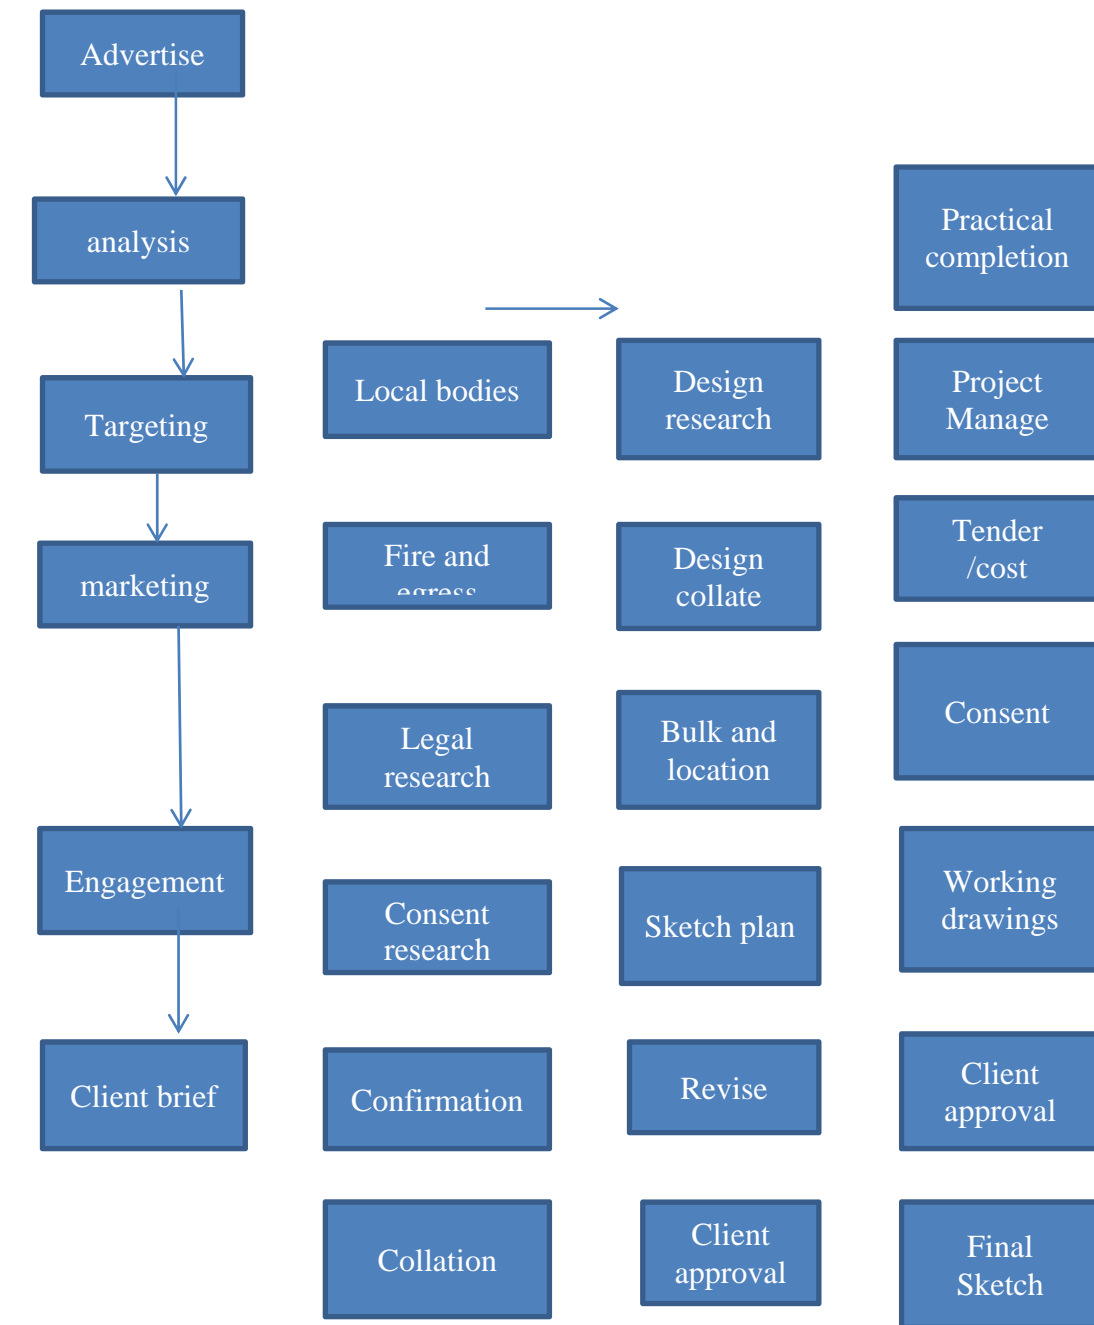 Advertise
analysis
Targeting
marketing
Engagement
Client brief
Local bodies
Fire and
egress
Legal
research
Consent
research
Confirmation
Collation
Design
research
Design
collate
Bulk and
location
Sketch plan
Revise
Client
approval
Practical
completion
Project
Manage
Tender
/cost
Consent
Working
drawings
Client
approval
Final
Sketch